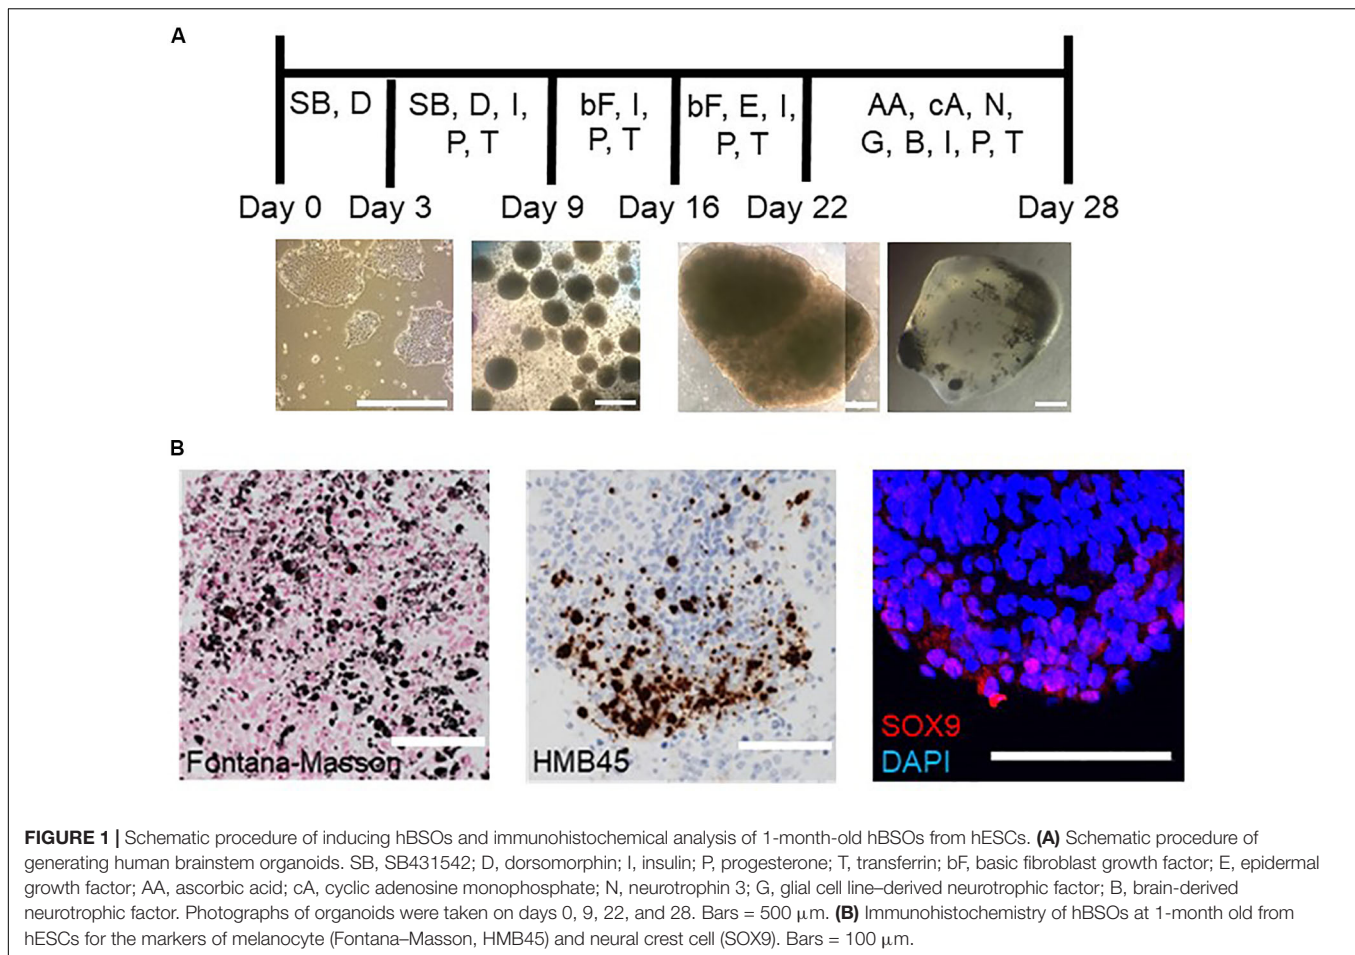 A
SB, D
SB, D, I,
P, T
bF, I,
P, T
bF, E, I,
P, T
AA, cA, N,
G, B, I, P, T
Day 0 Day 3 Day 9 Day 16 Day 22 Day 28
B
Fontana-Masson
HMB45
SOX9
DAPI
FIGURE 1 | Schematic procedure of inducing hBSOs and immunohistochemical analysis of 1-month-old hBSOs from hESCs. (A) Schematic procedure of
generating human brainstem organoids. SB, SB431542; D, dorsomorphin; I, insulin; P, progesterone; T, transferrin; bF, basic fibroblast growth factor; E, epidermal
growth factor; AA, ascorbic acid; cA, cyclic adenosine monophosphate; N, neurotrophin 3; G, glial cell line–derived neurotrophic factor; B, brain-derived
neurotrophic factor. Photographs of organoids were taken on days 0, 9, 22, and 28. Bars = 500 μm. (B) Immunohistochemistry of hBSOs at 1-month old from
hESCs for the markers of melanocyte (Fontana–Masson, HMB45) and neural crest cell (SOX9). Bars = 100 μm.